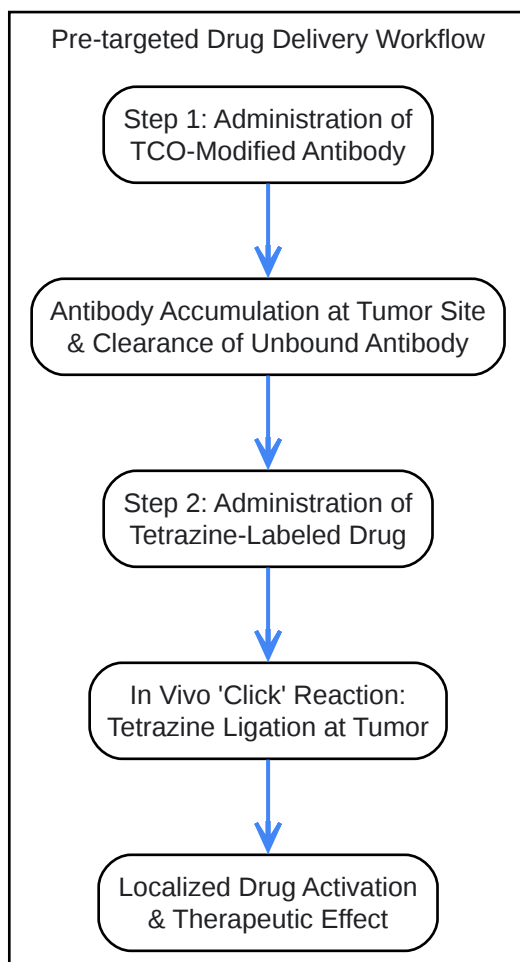 Pre-targeted Drug Delivery Workflow
Step 1: Administration of
TCO-Modified Antibody
Antibody Accumulation at Tumor Site
& Clearance of Unbound Antibody
Step 2: Administration of
Tetrazine-Labeled Drug
In Vivo 'Click' Reaction:
Tetrazine Ligation at Tumor
Localized Drug Activation
& Therapeutic Effect